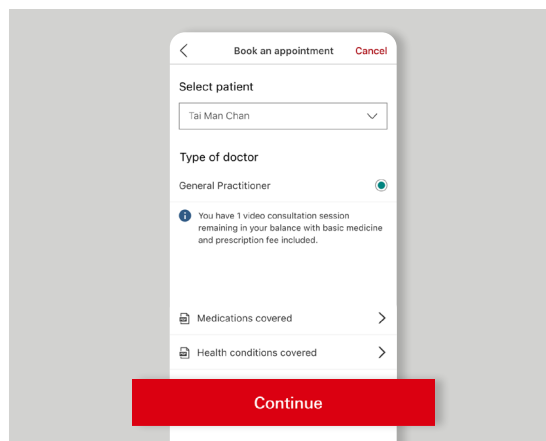 Book an appointment Cancel
Select patient
Tai Man Chan
Type of doctor
General Practitioner
You have 1 video consultation session
remaining in your balance with basic medicine
and prescription fee included.
Medications covered
Health conditions covered
Continue